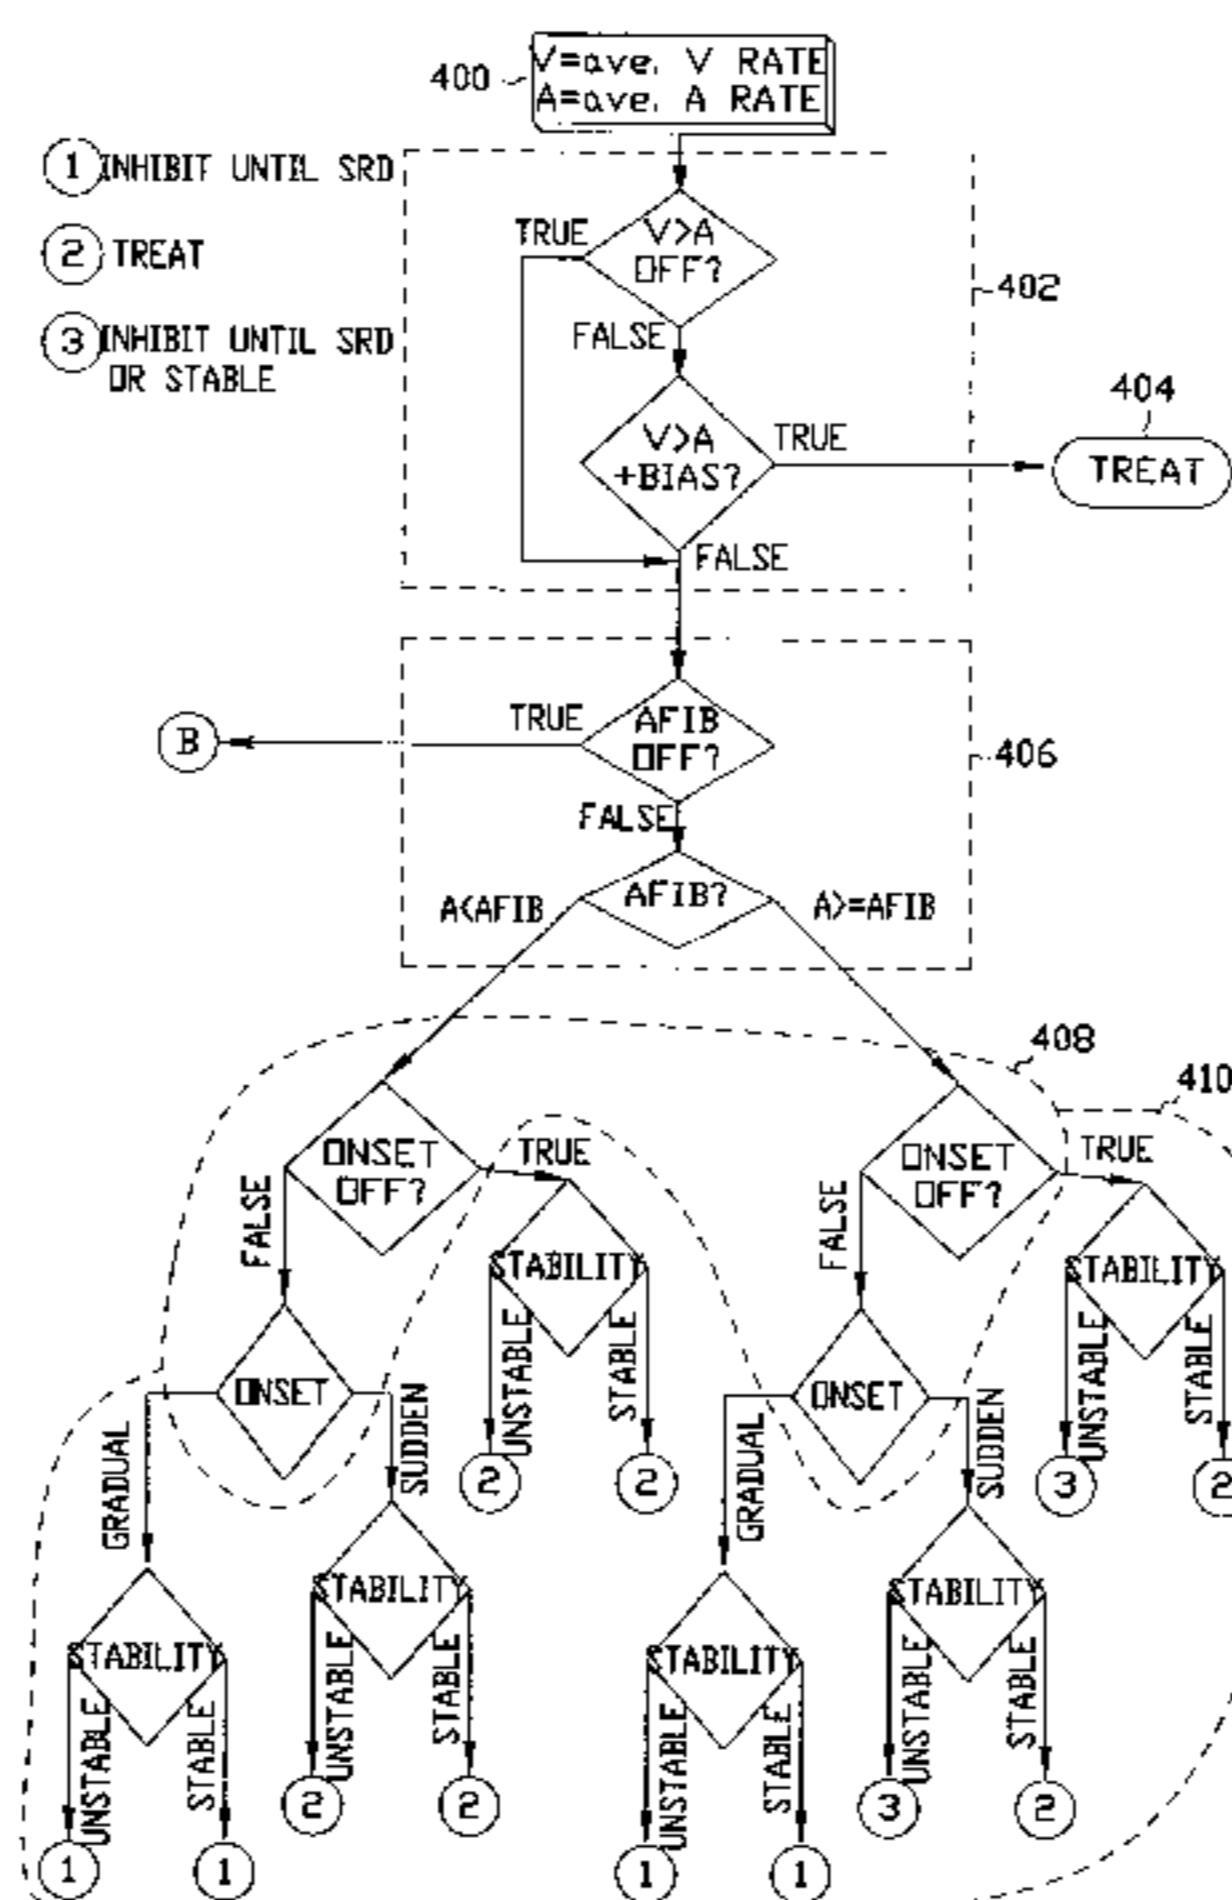 400
V=ave. V RATE
A=ave. A RATE
1 INHIBIT UNTIL SRD
2 TREAT
3 INHIBIT UNTIL SRD
OR STABLE
TRUE
V>A
OFF?
402
FALSE
V>A
+BIAS?
TRUE
404
TREAT
FALSE
B
TRUE
AFIB
OFF?
406
FALSE
A<AFIB
AFIB?
A>=AFIB
408
410
ONSET
OFF?
TRUE
FALSE
STABILITY
UNSTABLE
STABLE
2
2
ONSET
GRADUAL
SUDDEN
STABILITY
UNSTABLE
STABLE
1
1
STABILITY
UNSTABLE
STABLE
2
2
ONSET
OFF?
TRUE
FALSE
STABILITY
UNSTABLE
STABLE
3
2
ONSET
GRADUAL
SUDDEN
STABILITY
UNSTABLE
STABLE
1
1
STABILITY
UNSTABLE
STABLE
3
2